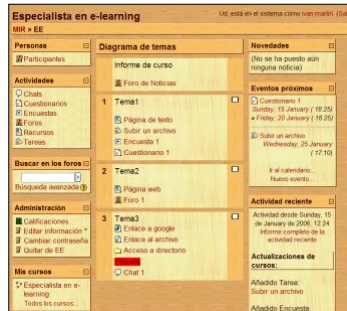 Especialista en e-learning
Ud. está en el sistema como ivan martin. (Sal
MIR » EE
Personas
Participantes
Actividades
Chats
Cuestionarios
Encuestas
Foros
Recursos
Tareas
Buscar en los foros
Búsqueda avanzada
Administración
Calificaciones
Editar información
Cambiar contraseña
Quitar de EE
Mis cursos
Especialista en e-
learning
Todos los cursos...
Diagrama de temas
Informe de curso
Foro de Noticias
1 Tema1
Página de texto
Subir un archivo
Encuesta 1
Cuestionario 1
2 Tema2
Página web
Foro 1
3 Tema3
Enlace a google
Enlace al archivo
Acceso a directorio
Chat 1
Novedades
(No se ha puesto aún
ninguna noticia)
Eventos próximos
Cuestionario 1
Sunday, 15 January ( 18:25)
» Friday, 20 January ( 18:25)
Subir un archivo
Wednesday, 25 January
( 17:10)
Ir al calendario...
Nuevo evento...
Actividad reciente
Actividad desde Sunday, 15
de January de 2006, 12:24
Informe completo de la
actividad reciente
Actualizaciones de
cursos:
Añadido Tarea:
Subir un archivo
Añadido Encuesta: